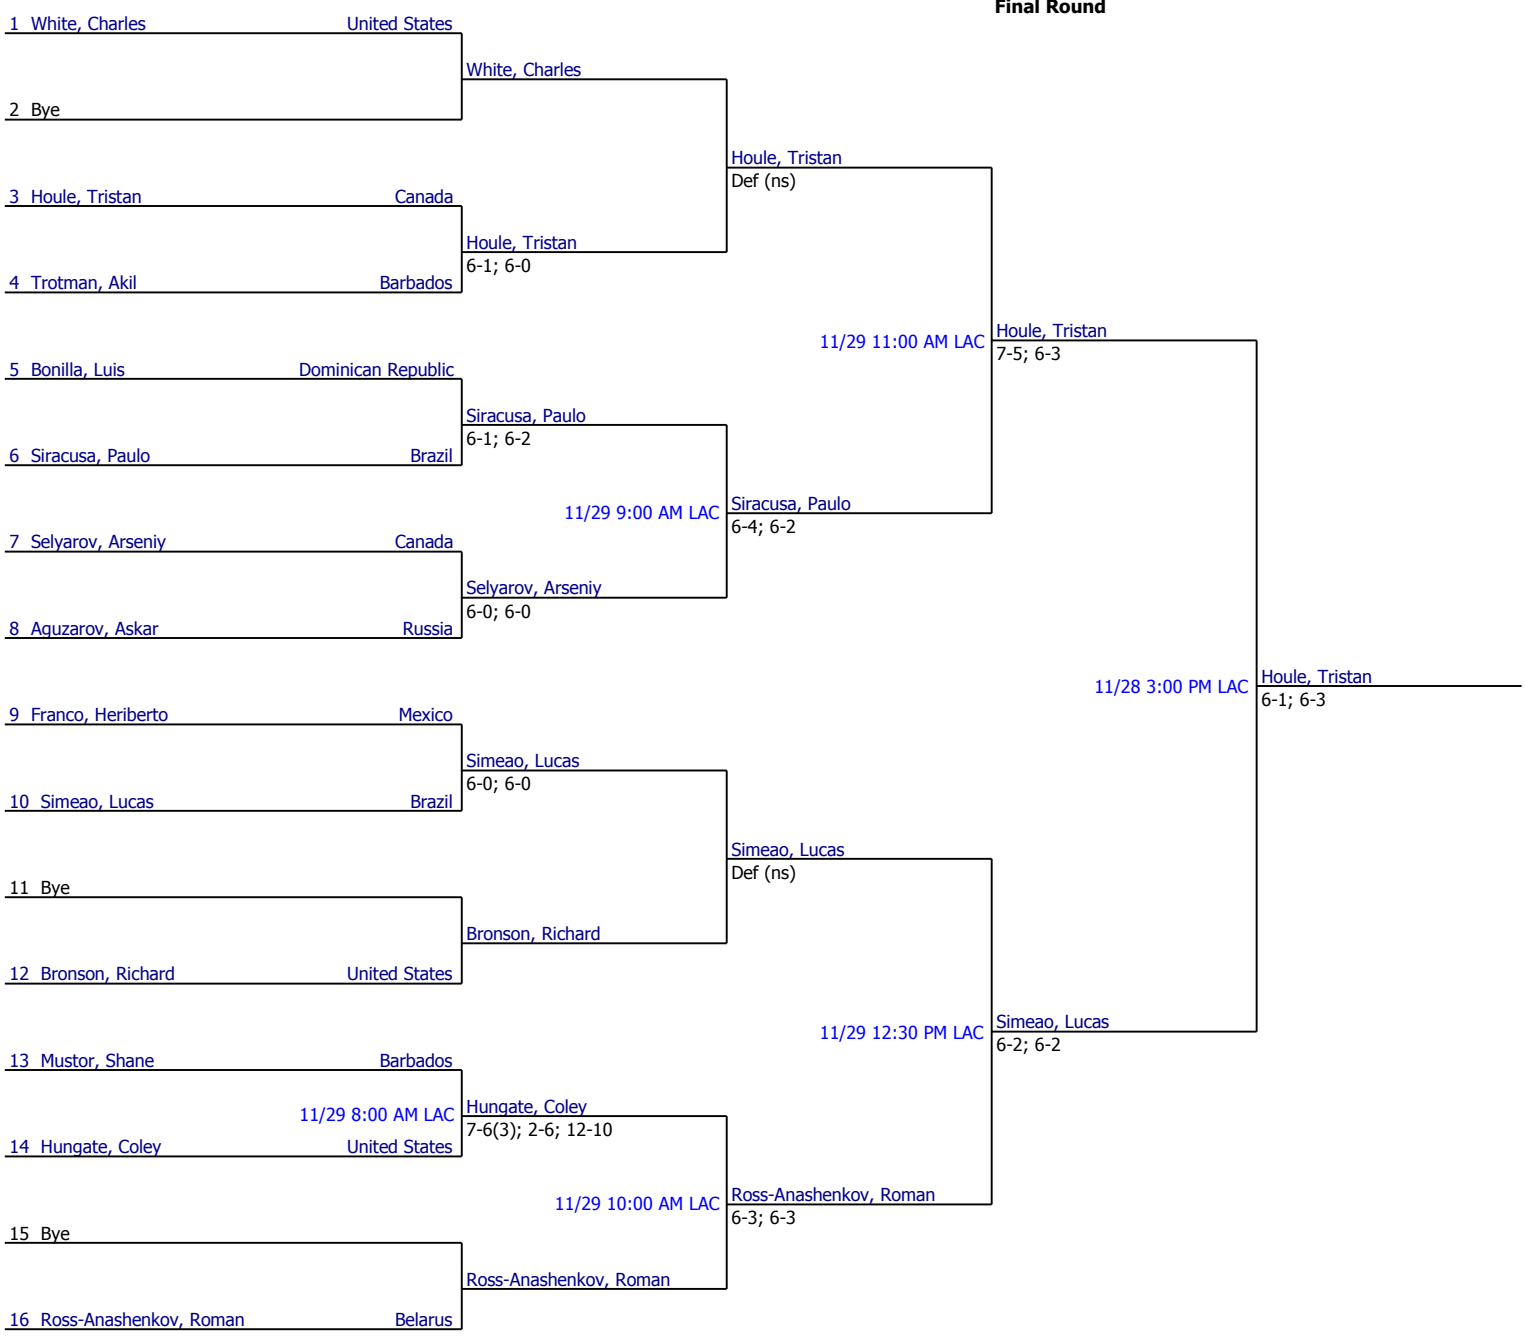 Final Round
1 White, Charles United States
White, Charles
2 Bye
Houle, Tristan
Def (ns)
3 Houle, Tristan Canada
Houle, Tristan
6-1; 6-0
4 Trotman, Akil Barbados
11/29 11:00 AM LAC Houle, Tristan
7-5; 6-3
5 Bonilla, Luis Dominican Republic
Siracusa, Paulo
6-1; 6-2
6 Siracusa, Paulo Brazil
11/29 9:00 AM LAC Siracusa, Paulo
6-4; 6-2
7 Selyarov, Arseniy Canada
Selyarov, Arseniy
6-0; 6-0
8 Aguzarov, Askar Russia
11/28 3:00 PM LAC Houle, Tristan
6-1; 6-3
9 Franco, Heriberto Mexico
Simeao, Lucas
6-0; 6-0
10 Simeao, Lucas Brazil
Simeao, Lucas
Def (ns)
11 Bye
Bronson, Richard
12 Bronson, Richard United States
11/29 12:30 PM LAC Simeao, Lucas
6-2; 6-2
13 Mustor, Shane Barbados
11/29 8:00 AM LAC Hungate, Coley
7-6(3); 2-6; 12-10
14 Hungate, Coley United States
11/29 10:00 AM LAC Ross-Anashenkov, Roman
6-3; 6-3
15 Bye
Ross-Anashenkov, Roman
16 Ross-Anashenkov, Roman Belarus